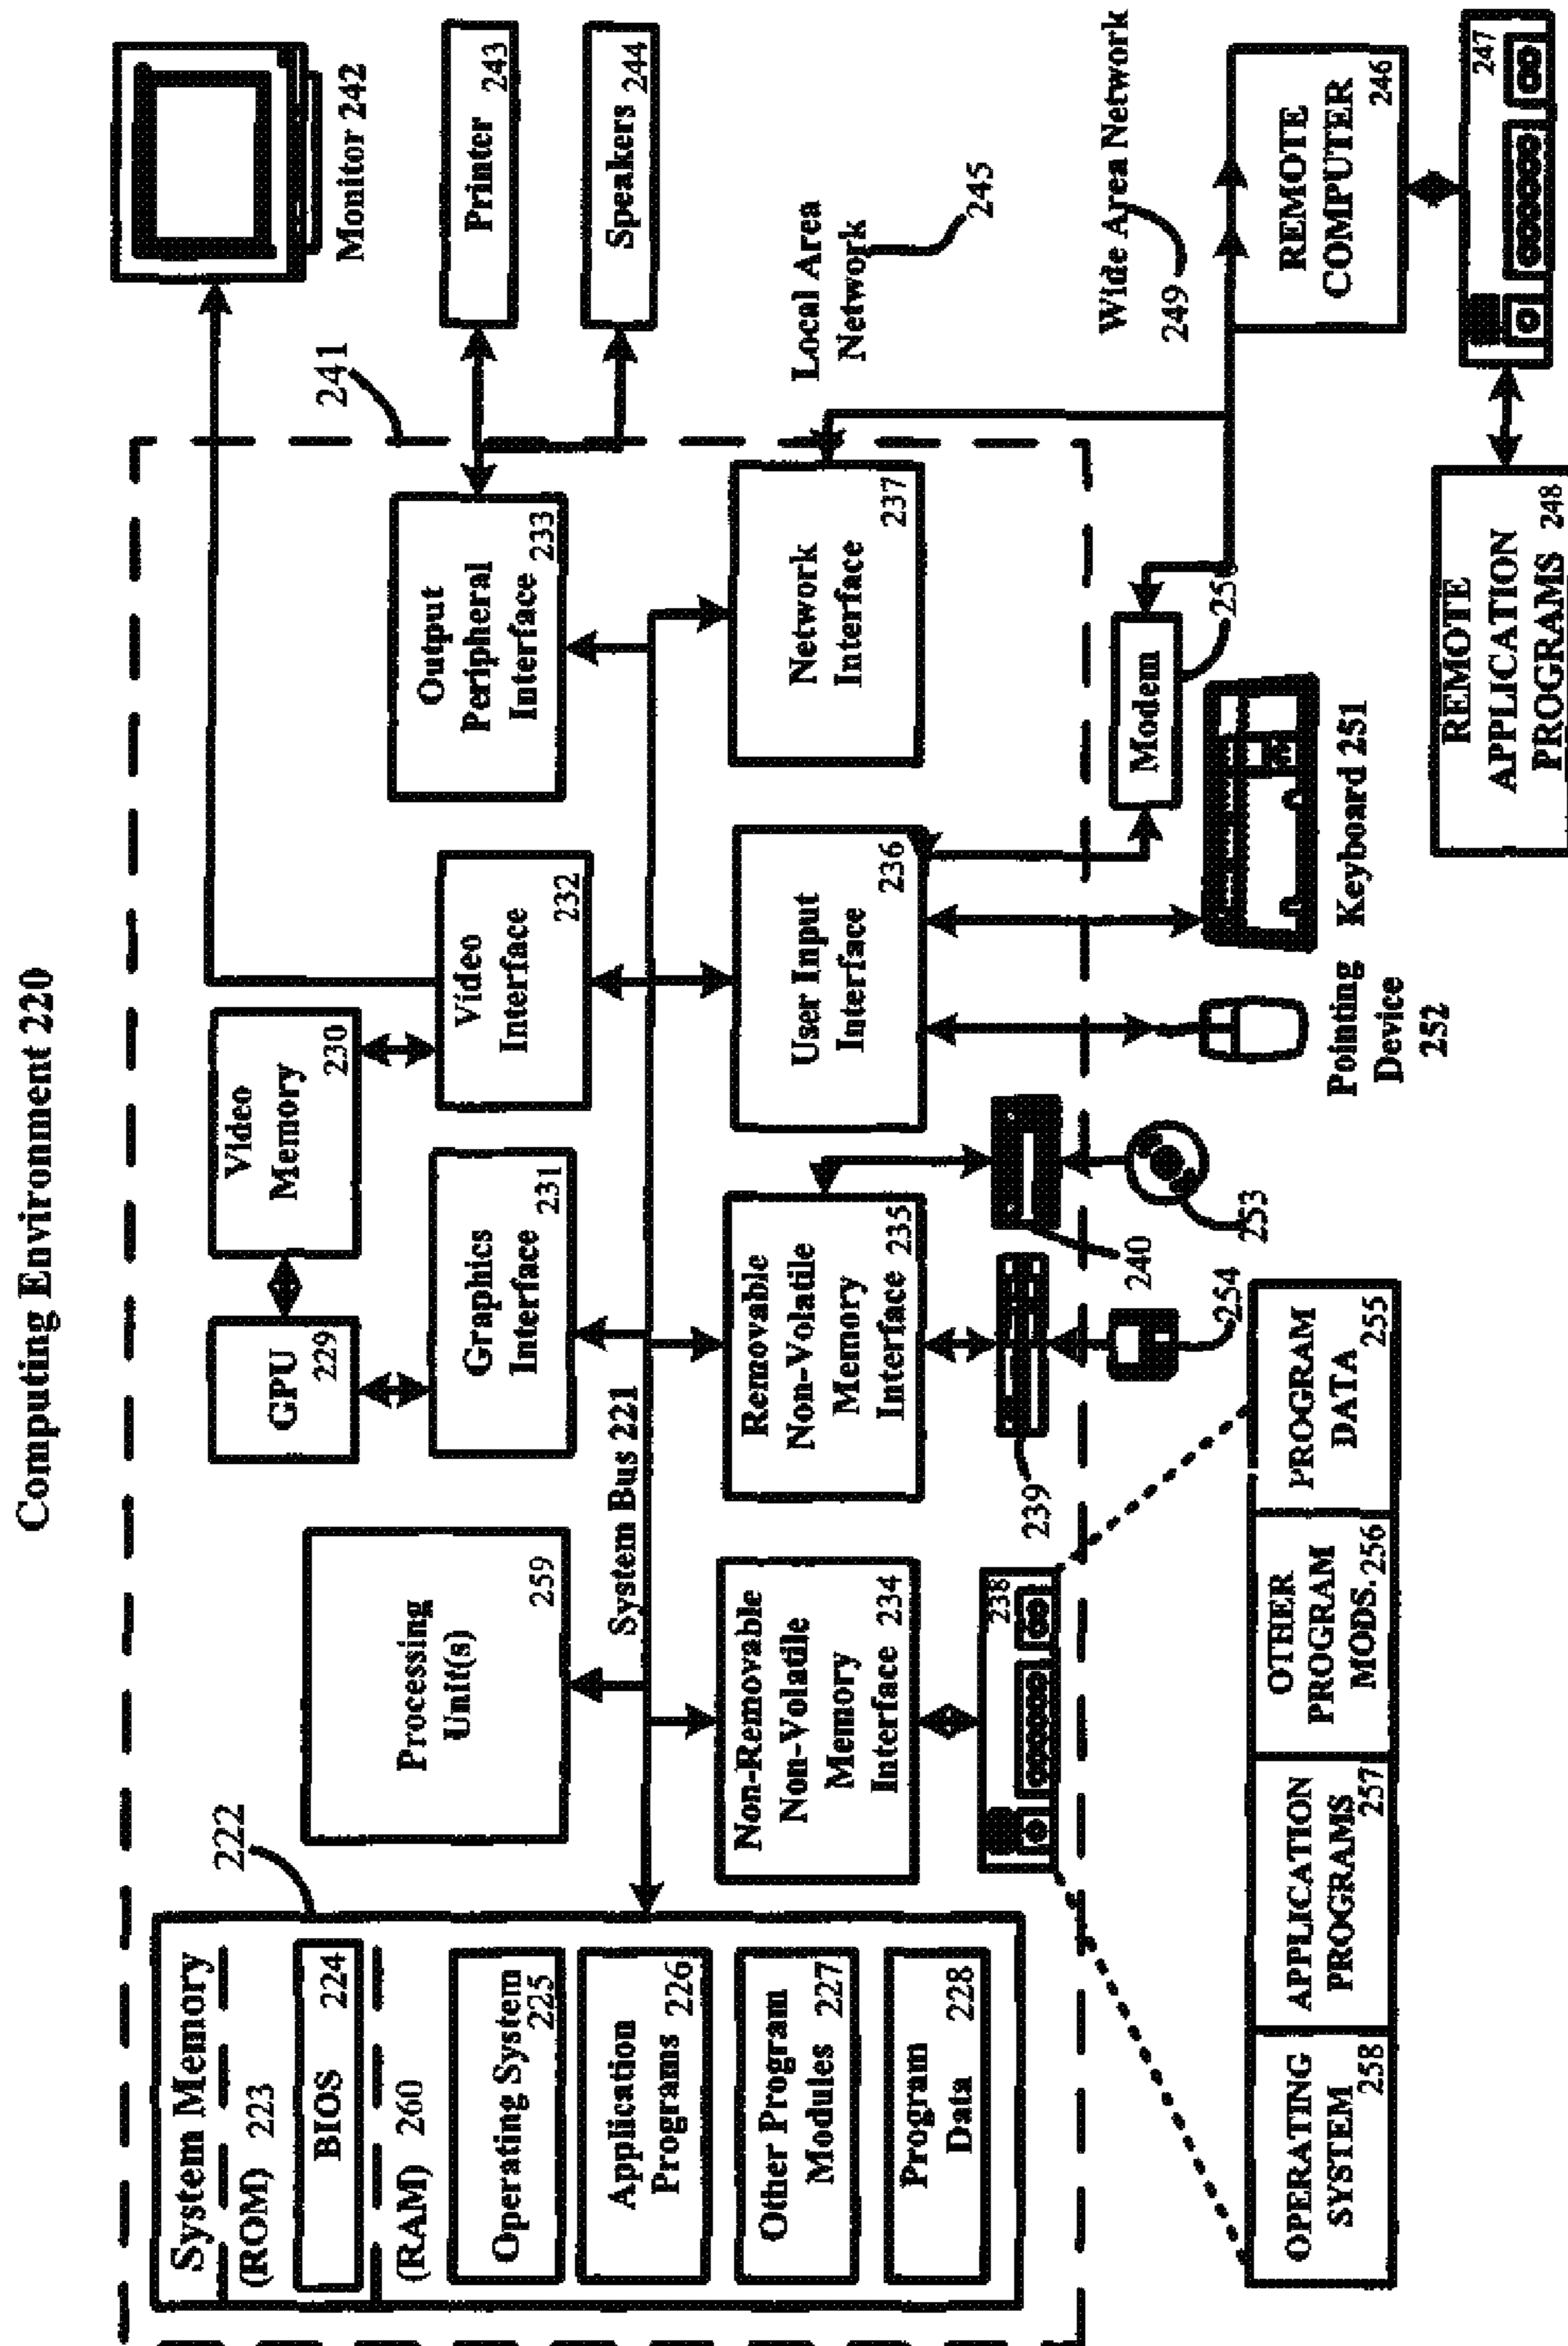 Computing Environment 220
System Memory
(ROM) 223
BIOS 224
(RAM) 260
Operating System
225
Application
Programs 226
Other Program
Modules 227
Program
Data 228
222
Processing
Unit(s)
259
System Bus 221
GPU
229
Video
Memory
230
Graphics
Interface
231
Video
Interface
232
Output
Peripheral
Interface 233
241
Monitor 242
Printer
243
Speakers
244
Non-Removable
Non-Volatile
Memory
Interface 234
Removable
Non-Volatile
Memory
Interface 235
User Input
Interface
236
Network
Interface
237
Local Area
Network
245
238
239
240
254
253
Pointing
Device
252
Keyboard 251
Modem
Wide Area Network
249
REMOTE
COMPUTER
246
247
REMOTE
APPLICATION
PROGRAMS 248
OPERATING
SYSTEM
258
APPLICATION
PROGRAMS
257
OTHER
PROGRAM
MODS. 256
PROGRAM
DATA
255